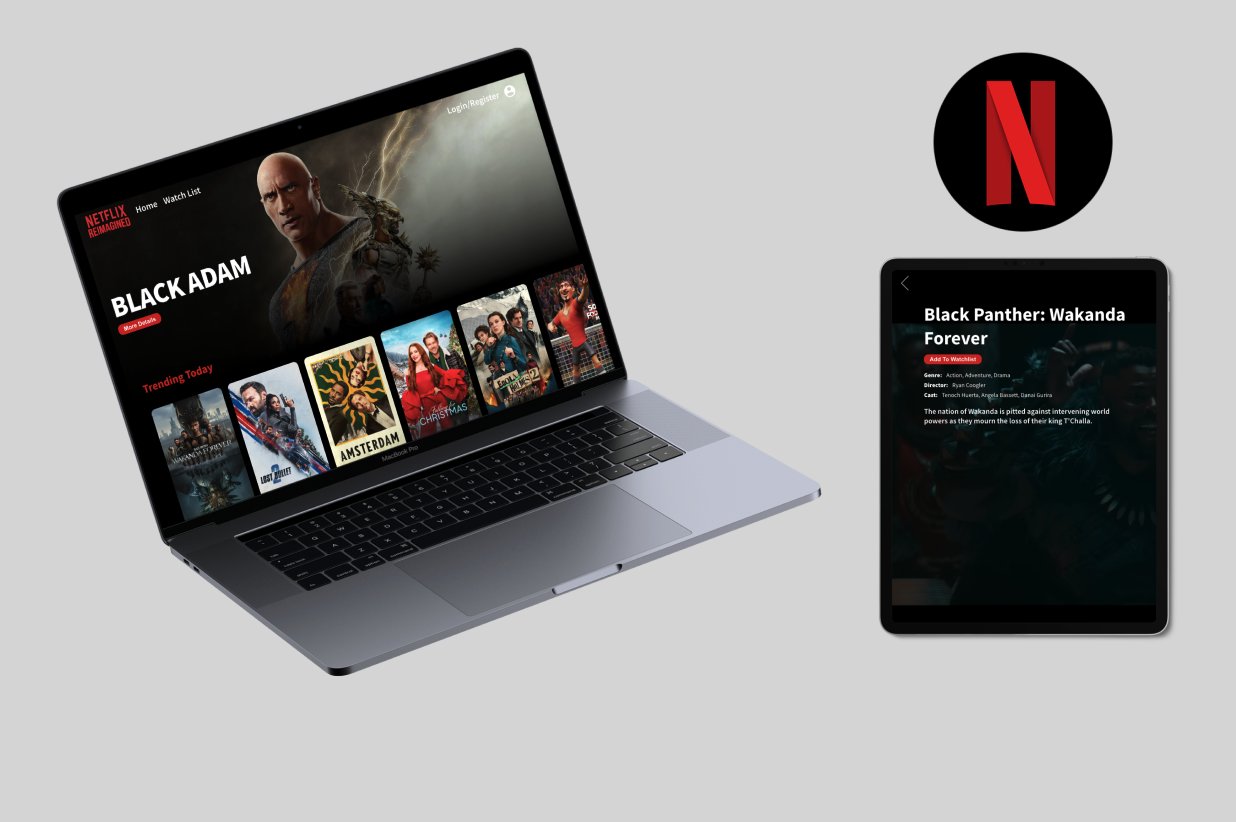 Login/Register
NETFLIX
REIMAGINED
Home Watch List
BLACK ADAM
More Details
Trending Today
WAKANDA FOREVER
LOST BULLET
2
AMSTERDAM
CHRISTMAS
MacBook Pro
N
Black Panther: Wakanda
Forever
Add To Watchlist
Genre: Action, Adventure, Drama
Director: Ryan Coogler
Cast: Tenoch Huerta, Angela Bassett, Danai Gurira
The nation of Wakanda is pitted against intervening world
powers as they mourn the loss of their king T'Challa.